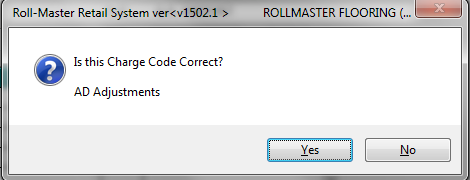 Roll-Master Retail System ver<v1502.1 > ROLLMASTER FLOORING (...
Is this Charge Code Correct?
AD Adjustments
Yes No